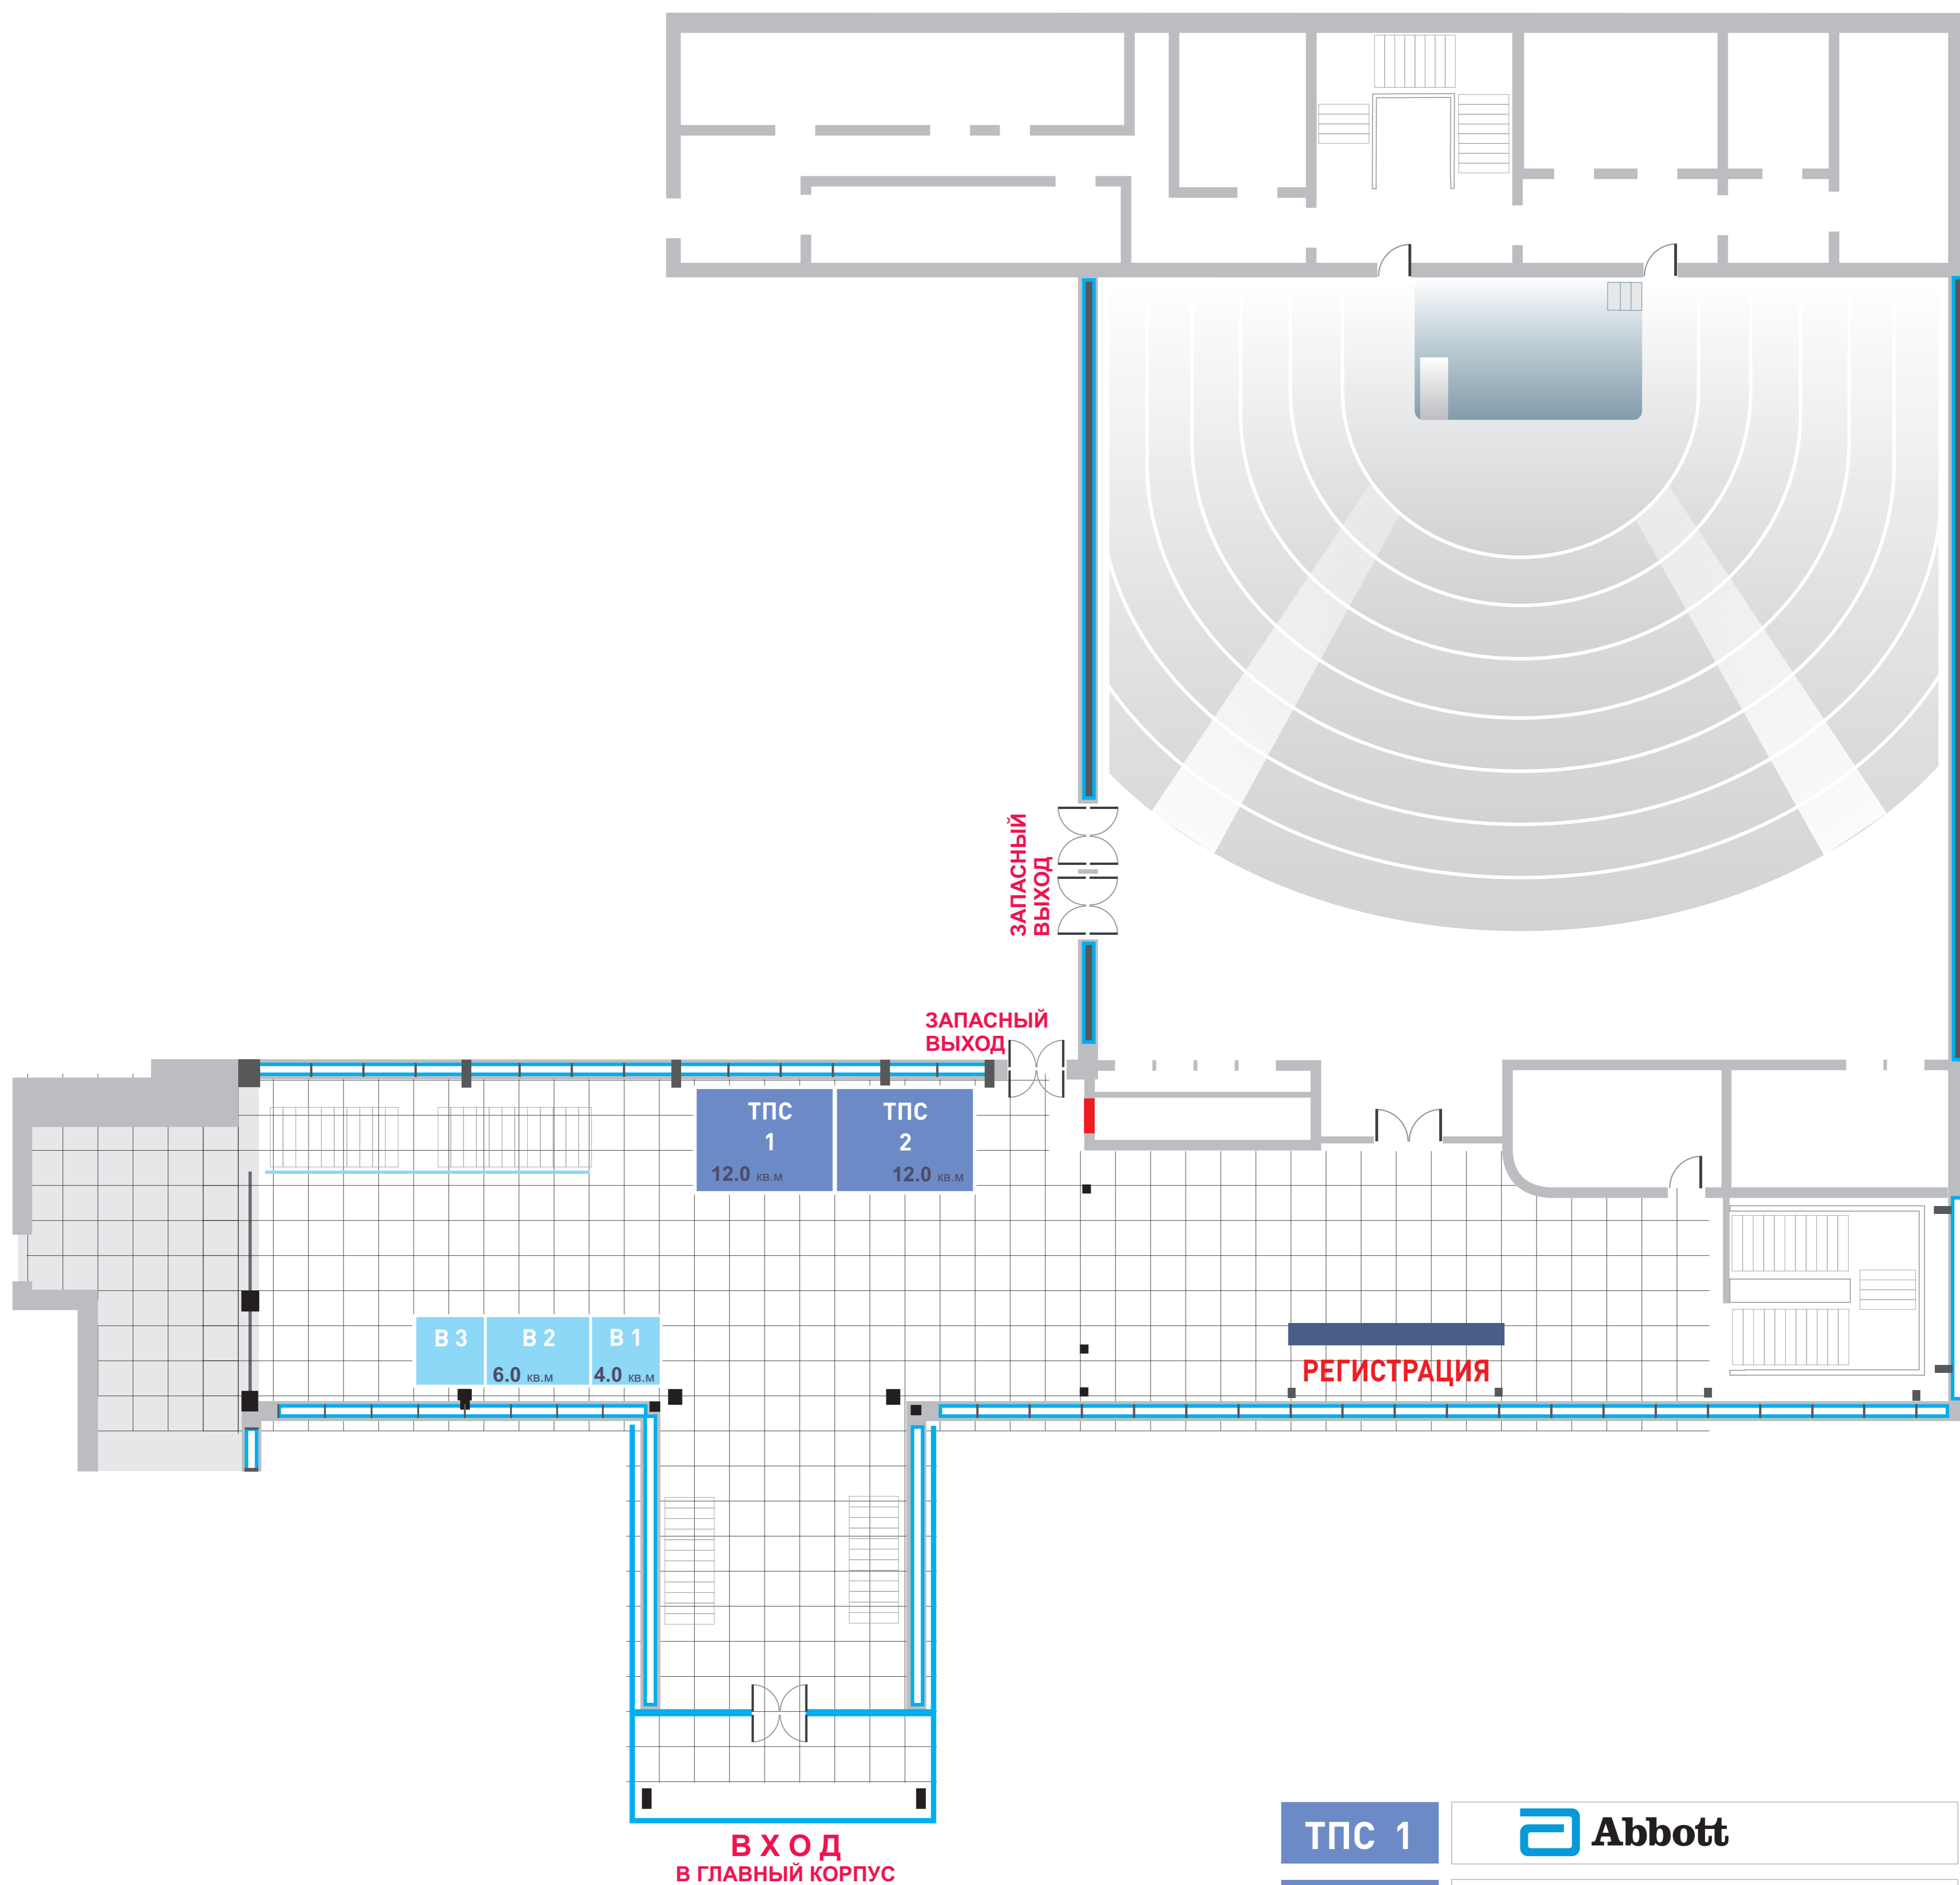 ЗАПАСНЫЙ
ВЫХОД
ЗАПАСНЫЙ
ВЫХОД
ТПС
1
12.0 кв.м
ТПС
2
12.0 кв.м
В 3
В 2
6.0 кв.м
В 1
4.0 кв.м
РЕГИСТРАЦИЯ
ВХОД
В ГЛАВНЫЙ КОРПУС
ТПС 1
Abbott